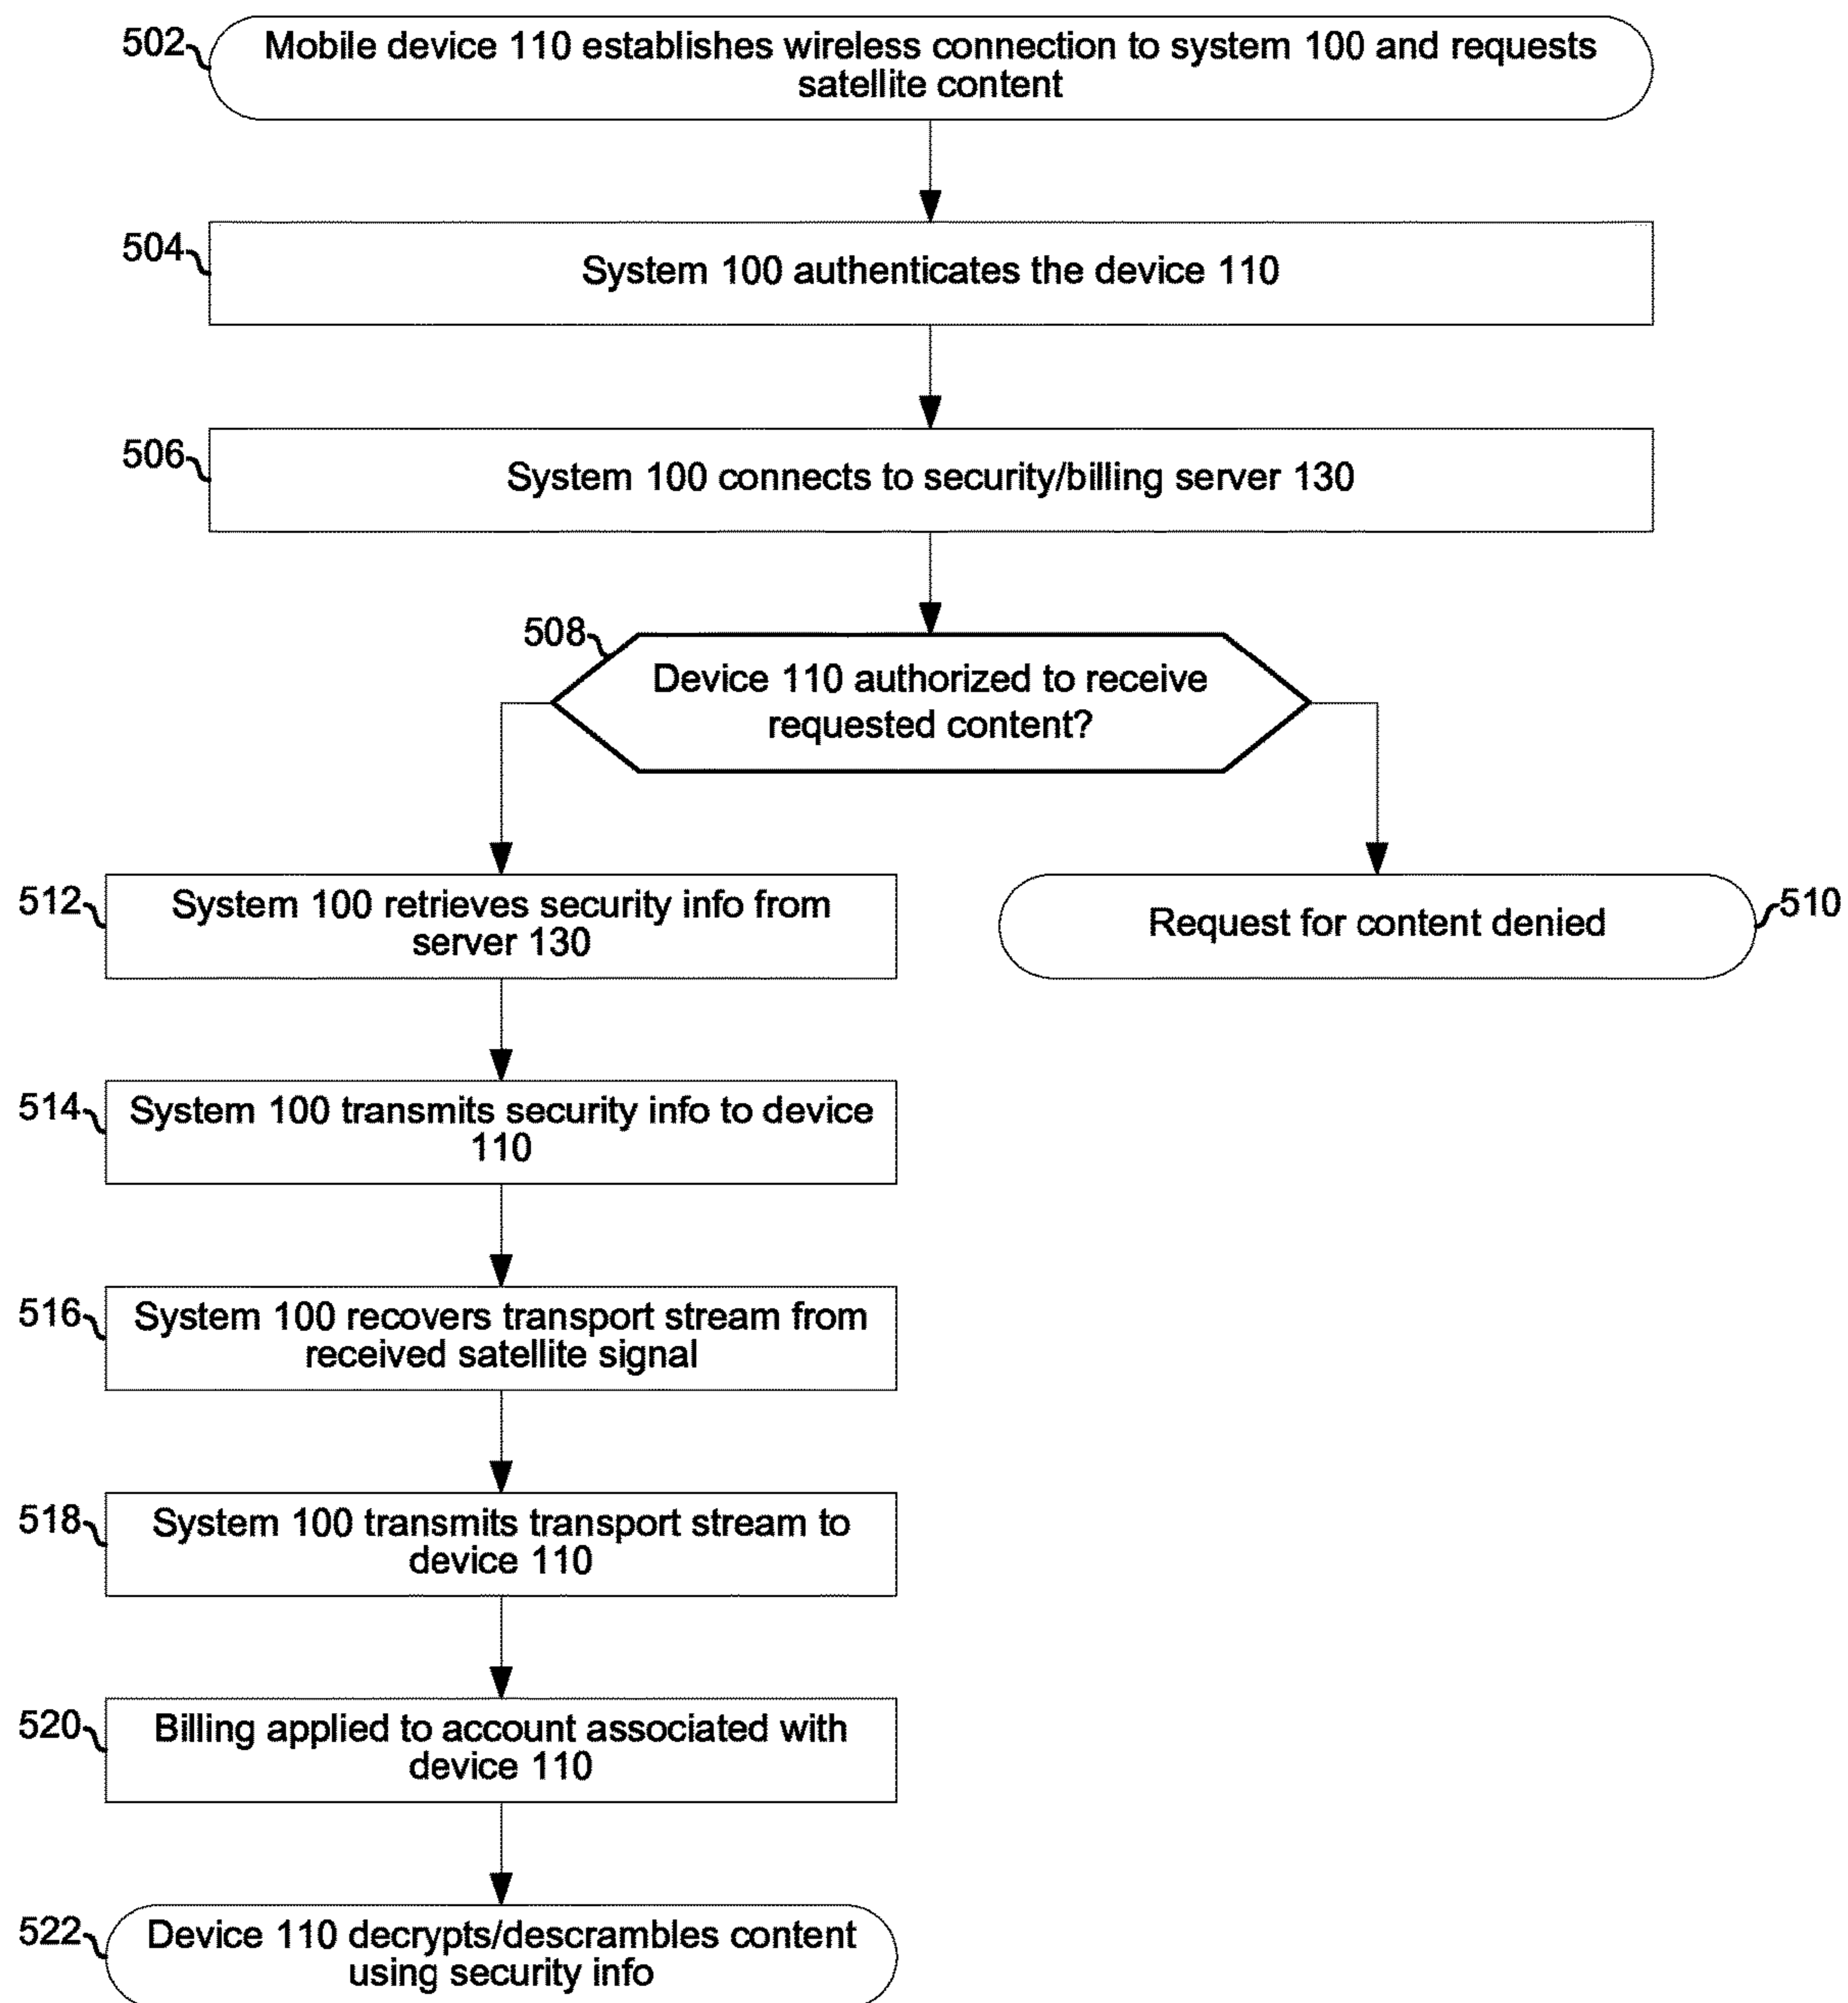 502
Mobile device 110 establishes wireless connection to system 100 and requests
satellite content
504
System 100 authenticates the device 110
506
System 100 connects to security/billing server 130
508
Device 110 authorized to receive
requested content?
512
System 100 retrieves security info from
server 130
Request for content denied
510
514
System 100 transmits security info to device
110
516
System 100 recovers transport stream from
received satellite signal
518
System 100 transmits transport stream to
device 110
520
Billing applied to account associated with
device 110
522
Device 110 decrypts/descrambles content
using security info